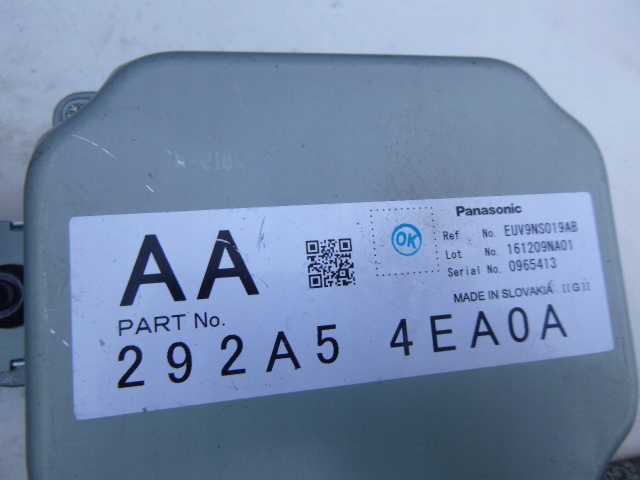 AA
PART No.
292A5 4EA0A
OK
Panasonic
Ref No. EUV9NS019AB
Lot No. 161209NA01
Serial No. 0965413
MADE IN SLOVAKIA